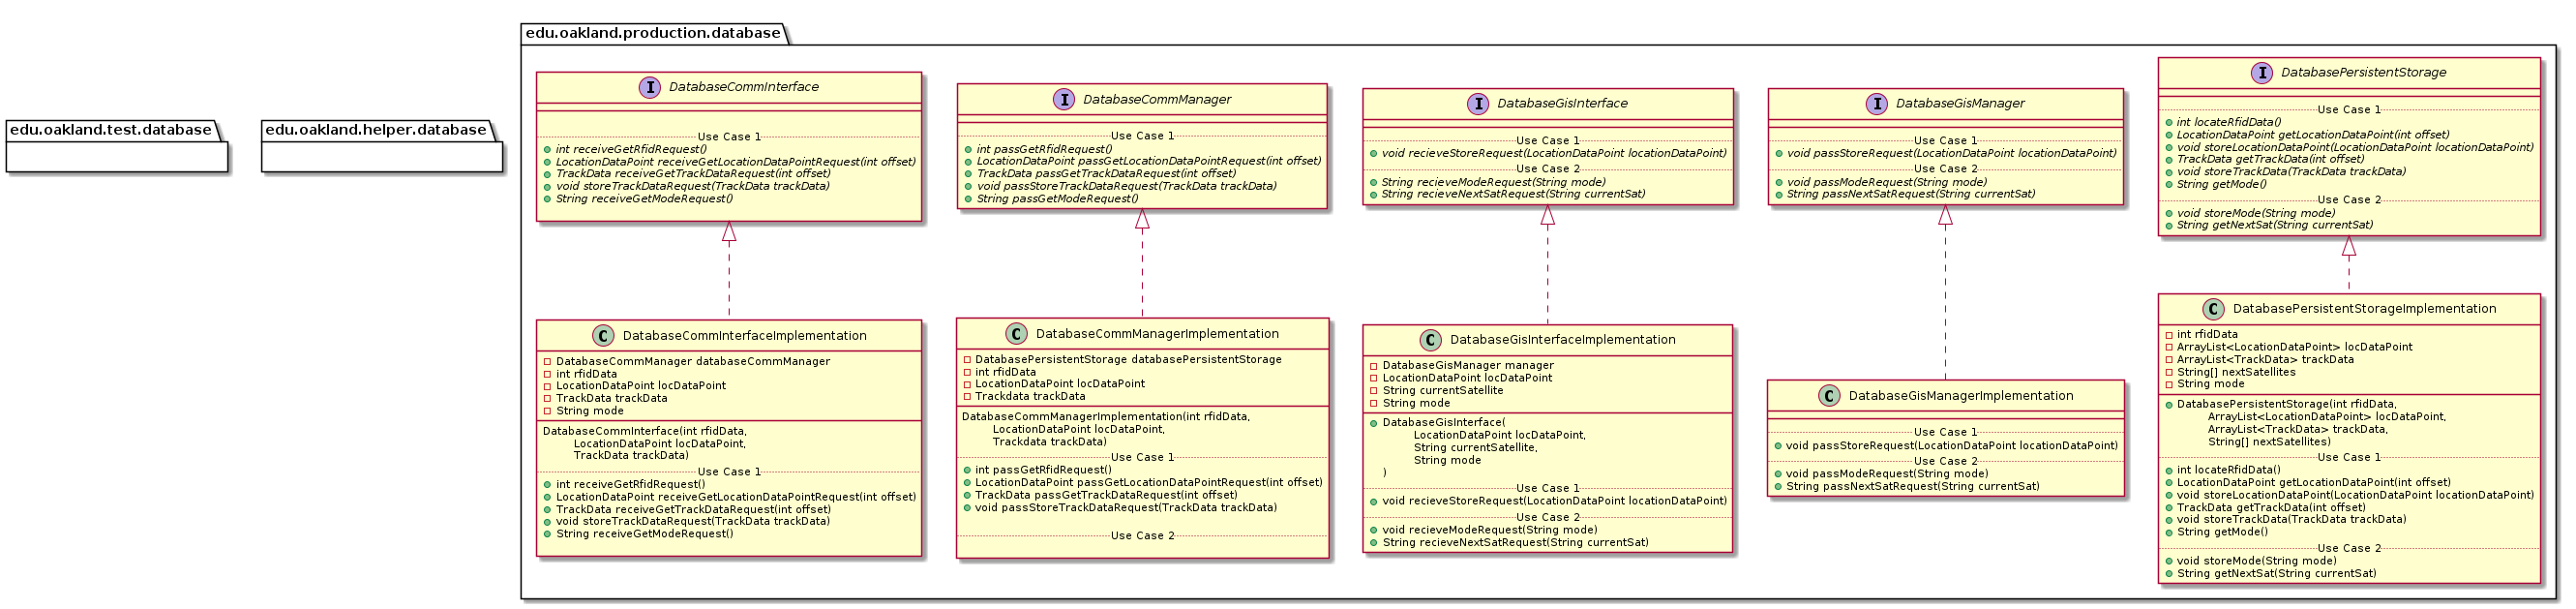 edu.oakland.test.database
edu.oakland.helper.database
edu.oakland.production.database
I DatabaseCommInterface
Use Case 1
int receiveGetRfidRequest()
LocationDataPoint receiveGetLocationDataPointRequest(int offset)
TrackData receiveGetTrackDataRequest(int offset)
void storeTrackDataRequest(TrackData trackData)
String receiveGetModeRequest()
I DatabaseCommManager
Use Case 1
int passGetRfidRequest()
LocationDataPoint passGetLocationDataPointRequest(int offset)
TrackData passGetTrackDataRequest(int offset)
void passStoreTrackDataRequest(TrackData trackData)
String passGetModeRequest()
I DatabaseGisInterface
Use Case 1
void recieveStoreRequest(LocationDataPoint locationDataPoint)
Use Case 2
String recieveModeRequest(String mode)
String recieveNextSatRequest(String currentSat)
I DatabaseGisManager
Use Case 1
void passStoreRequest(LocationDataPoint locationDataPoint)
Use Case 2
void passModeRequest(String mode)
String passNextSatRequest(String currentSat)
I DatabasePersistentStorage
Use Case 1
int locateRfidData()
LocationDataPoint getLocationDataPoint(int offset)
void storeLocationDataPoint(LocationDataPoint locationDataPoint)
TrackData getTrackData(int offset)
void storeTrackData(TrackData trackData)
String getMode()
Use Case 2
void storeMode(String mode)
String getNextSat(String currentSat)
C DatabaseCommInterfaceImplementation
DatabaseCommManager databaseCommManager
int rfidData
LocationDataPoint locDataPoint
TrackData trackData
String mode
DatabaseCommInterface(int rfidData,
LocationDataPoint locDataPoint,
TrackData trackData)
Use Case 1
int receiveGetRfidRequest()
LocationDataPoint receiveGetLocationDataPointRequest(int offset)
TrackData receiveGetTrackDataRequest(int offset)
void storeTrackDataRequest(TrackData trackData)
String receiveGetModeRequest()
C DatabaseCommManagerImplementation
DatabasePersistentStorage databasePersistentStorage
int rfidData
LocationDataPoint locDataPoint
Trackdata trackData
DatabaseCommManagerImplementation(int rfidData,
LocationDataPoint locDataPoint,
Trackdata trackData)
Use Case 1
int passGetRfidRequest()
LocationDataPoint passGetLocationDataPointRequest(int offset)
TrackData passGetTrackDataRequest(int offset)
void passStoreTrackDataRequest(TrackData trackData)
Use Case 2
C DatabaseGisInterfaceImplementation
DatabaseGisManager manager
LocationDataPoint locDataPoint
String currentSatellite
String mode
DatabaseGisInterface(
LocationDataPoint locDataPoint,
String currentSatellite,
String mode
)
Use Case 1
void recieveStoreRequest(LocationDataPoint locationDataPoint)
Use Case 2
void recieveModeRequest(String mode)
String recieveNextSatRequest(String currentSat)
C DatabaseGisManagerImplementation
Use Case 1
void passStoreRequest(LocationDataPoint locationDataPoint)
Use Case 2
void passModeRequest(String mode)
String passNextSatRequest(String currentSat)
C DatabasePersistentStorageImplementation
int rfidData
ArrayList<LocationDataPoint> locDataPoint
ArrayList<TrackData> trackData
String[] nextSatellites
String mode
DatabasePersistentStorage(int rfidData,
ArrayList<LocationDataPoint> locDataPoint,
ArrayList<TrackData> trackData,
String[] nextSatellites)
Use Case 1
int locateRfidData()
LocationDataPoint getLocationDataPoint(int offset)
void storeLocationDataPoint(LocationDataPoint locationDataPoint)
TrackData getTrackData(int offset)
void storeTrackData(TrackData trackData)
String getMode()
Use Case 2
void storeMode(String mode)
String getNextSat(String currentSat)